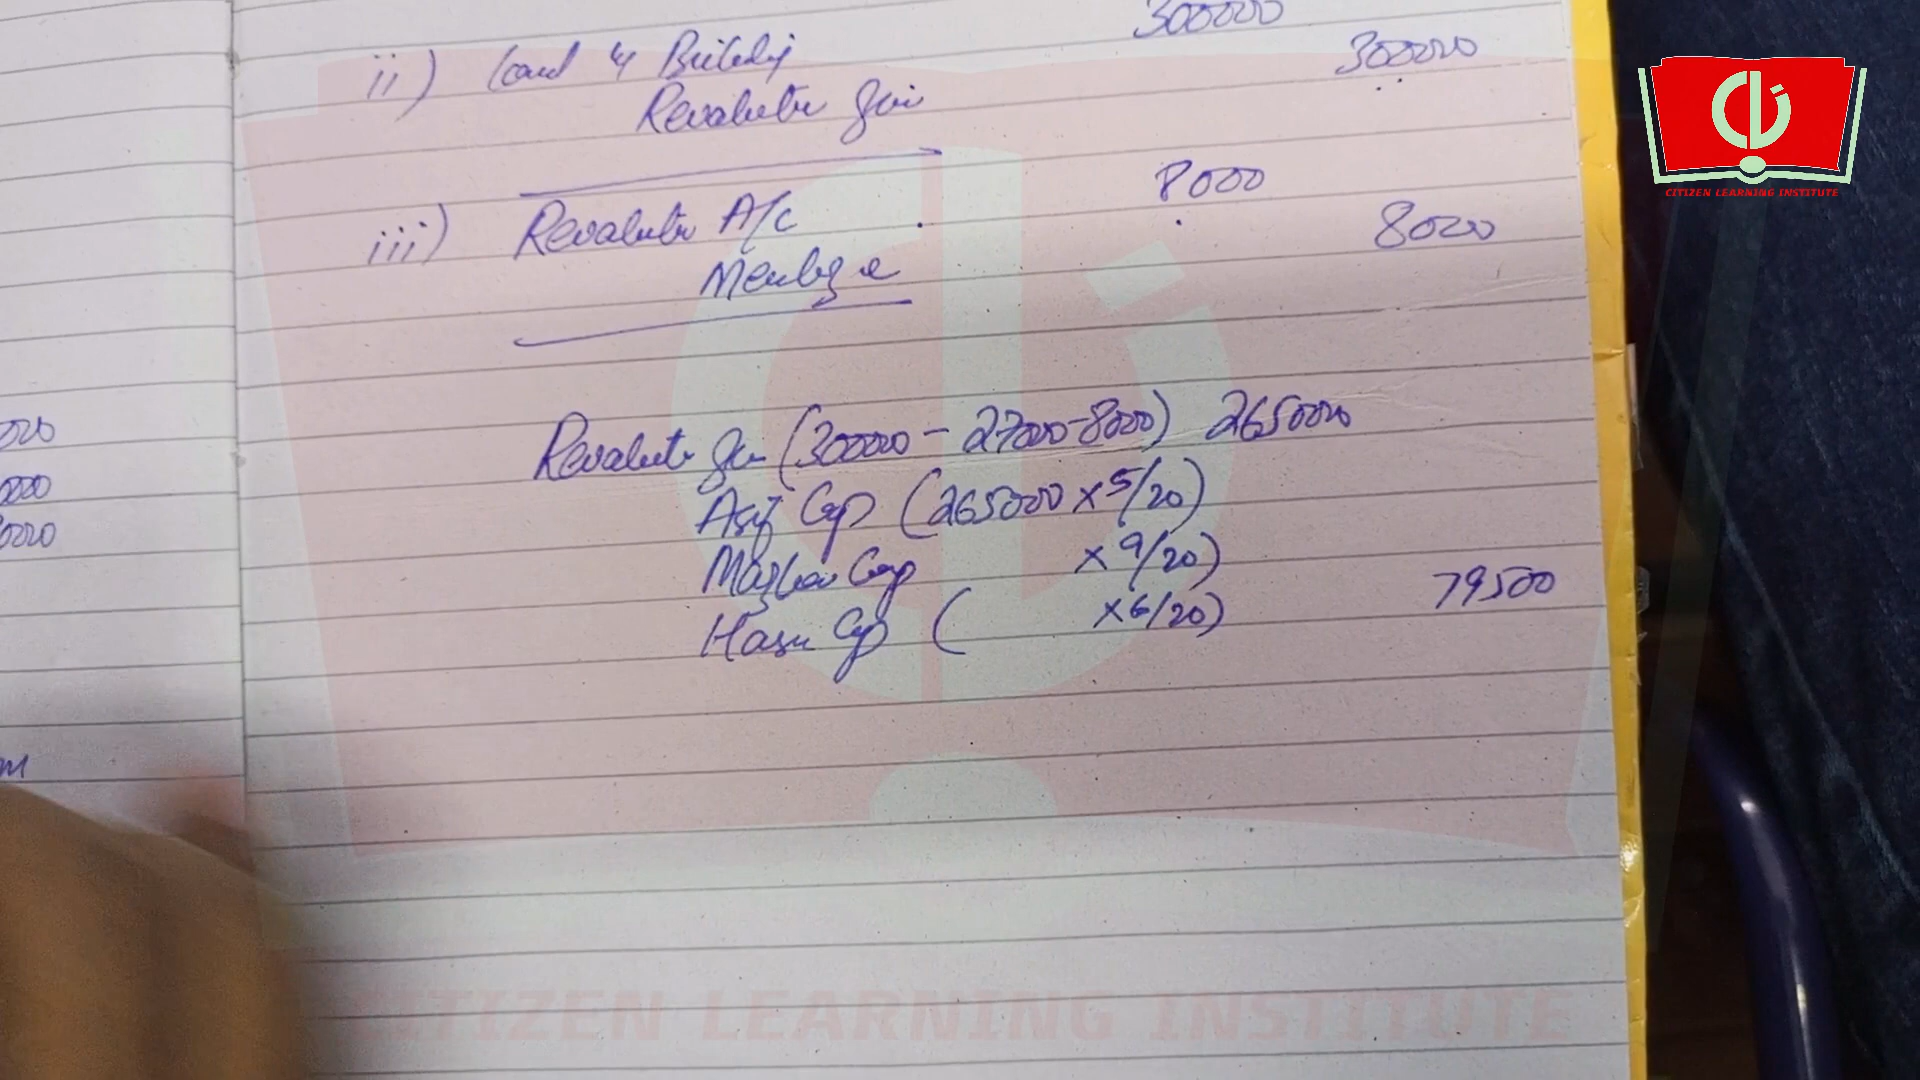 300000
ii) Land & Building 300000
Revaluation gain
8000
iii) Revaluation A/c 8000
Revaluation gain (300000 - 27000-8000) 265000
Asif Cap (265000 x 5/20)
Mazhar Cap x 9/20) 79500
Hasn Cap ( x 6/20)
CITIZEN LEARNING INSTITUTE
CITIZEN LEARNING INSTITUTE